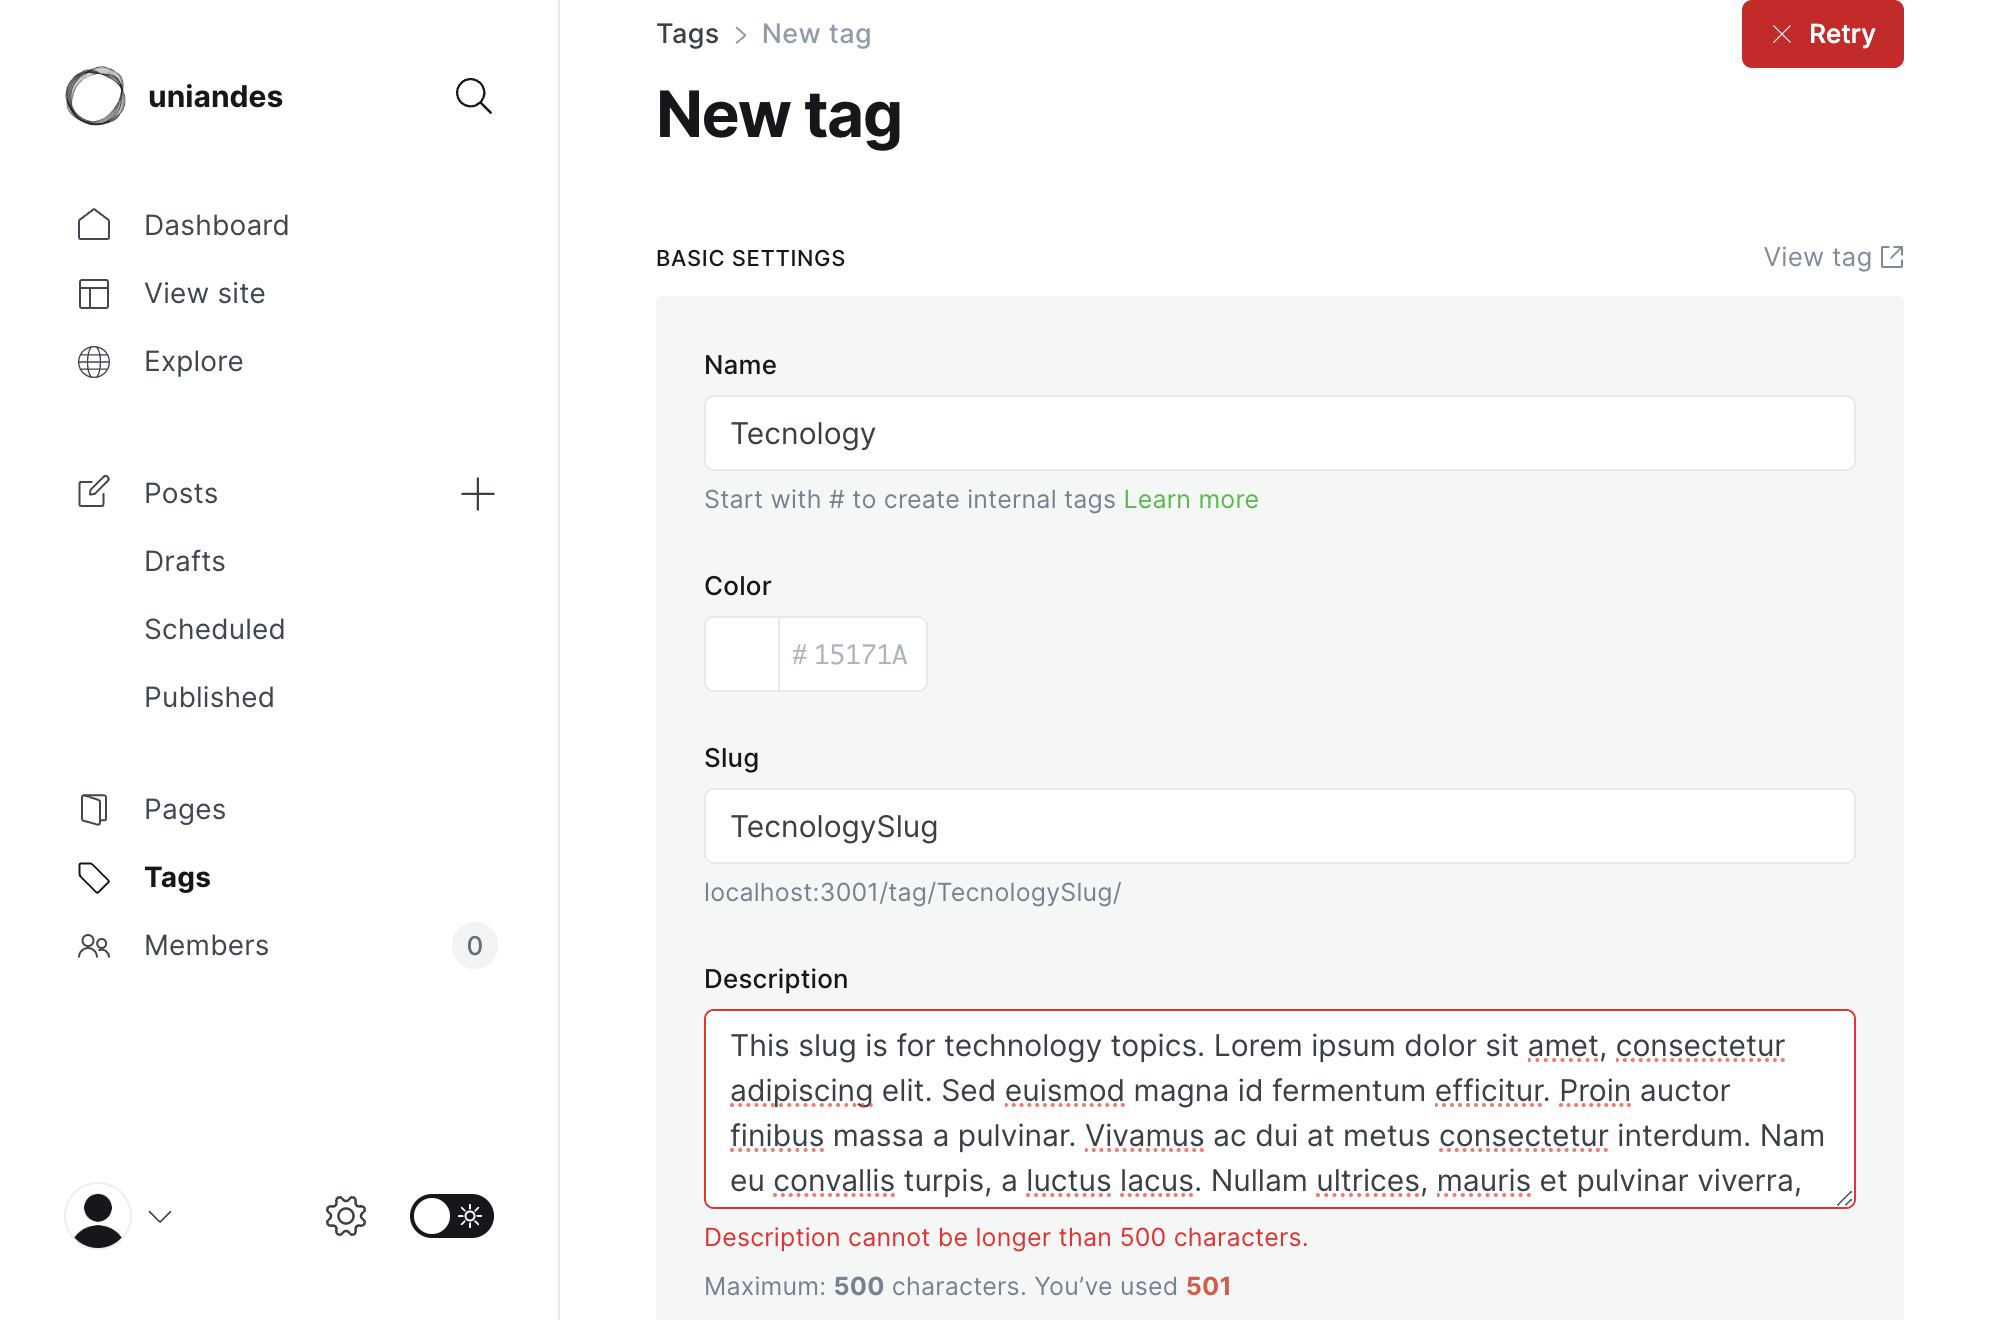 uniandes
Dashboard
View site
Explore
Posts
Drafts
Scheduled
Published
Pages
Tags
Members 0
Tags > New tag
Retry
New tag
BASIC SETTINGS
View tag
Name
Tecnology
Start with # to create internal tags Learn more
Color
# 15171A
Slug
TecnologySlug
localhost:3001/tag/TecnologySlug/
Description
This slug is for technology topics. Lorem ipsum dolor sit amet, consectetur
adipiscing elit. Sed euismod magna id fermentum efficitur. Proin auctor
finibus massa a pulvinar. Vivamus ac dui at metus consectetur interdum. Nam
eu convallis turpis, a luctus lacus. Nullam ultrices, mauris et pulvinar viverra,
Description cannot be longer than 500 characters.
Maximum: 500 characters. You’ve used 501